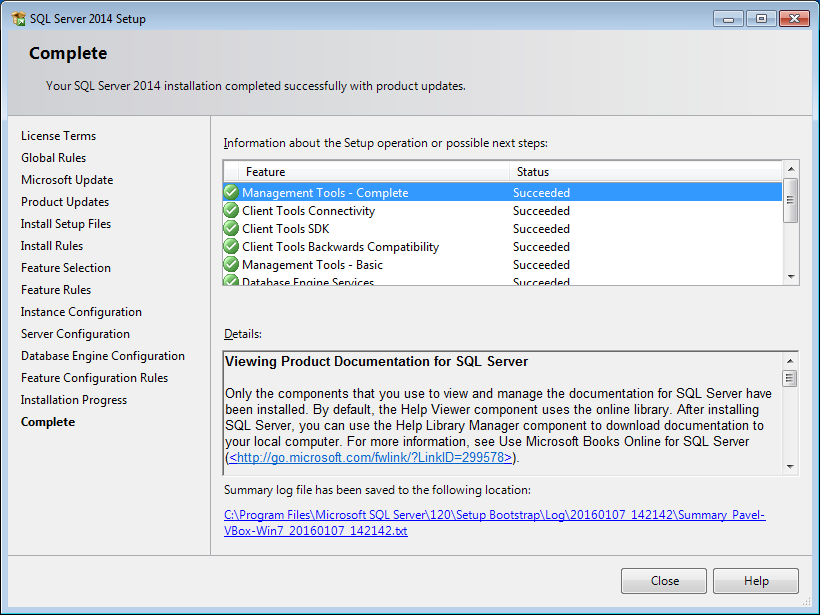 SQL Server 2014 Setup
Complete
Your SQL Server 2014 installation completed successfully with product updates.
License Terms
Global Rules
Microsoft Update
Product Updates
Install Setup Files
Install Rules
Feature Selection
Feature Rules
Instance Configuration
Server Configuration
Database Engine Configuration
Feature Configuration Rules
Installation Progress
Complete
Information about the Setup operation or possible next steps:
Feature Status
Management Tools - Complete Succeeded
Client Tools Connectivity Succeeded
Client Tools SDK Succeeded
Client Tools Backwards Compatibility Succeeded
Management Tools - Basic Succeeded
Database Engine Services Succeeded
Details:
Viewing Product Documentation for SQL Server
Only the components that you use to view and manage the documentation for SQL Server have
been installed. By default, the Help Viewer component uses the online library. After installing
SQL Server, you can use the Help Library Manager component to download documentation to
your local computer. For more information, see Use Microsoft Books Online for SQL Server
(<http://go.microsoft.com/fwlink/?LinkID=299578>).
Summary log file has been saved to the following location:
C:\Program Files\Microsoft SQL Server\120\Setup Bootstrap\Log\20160107_142142\Summary_Pavel-
VBox-Win7_20160107_142142.txt
Close
Help